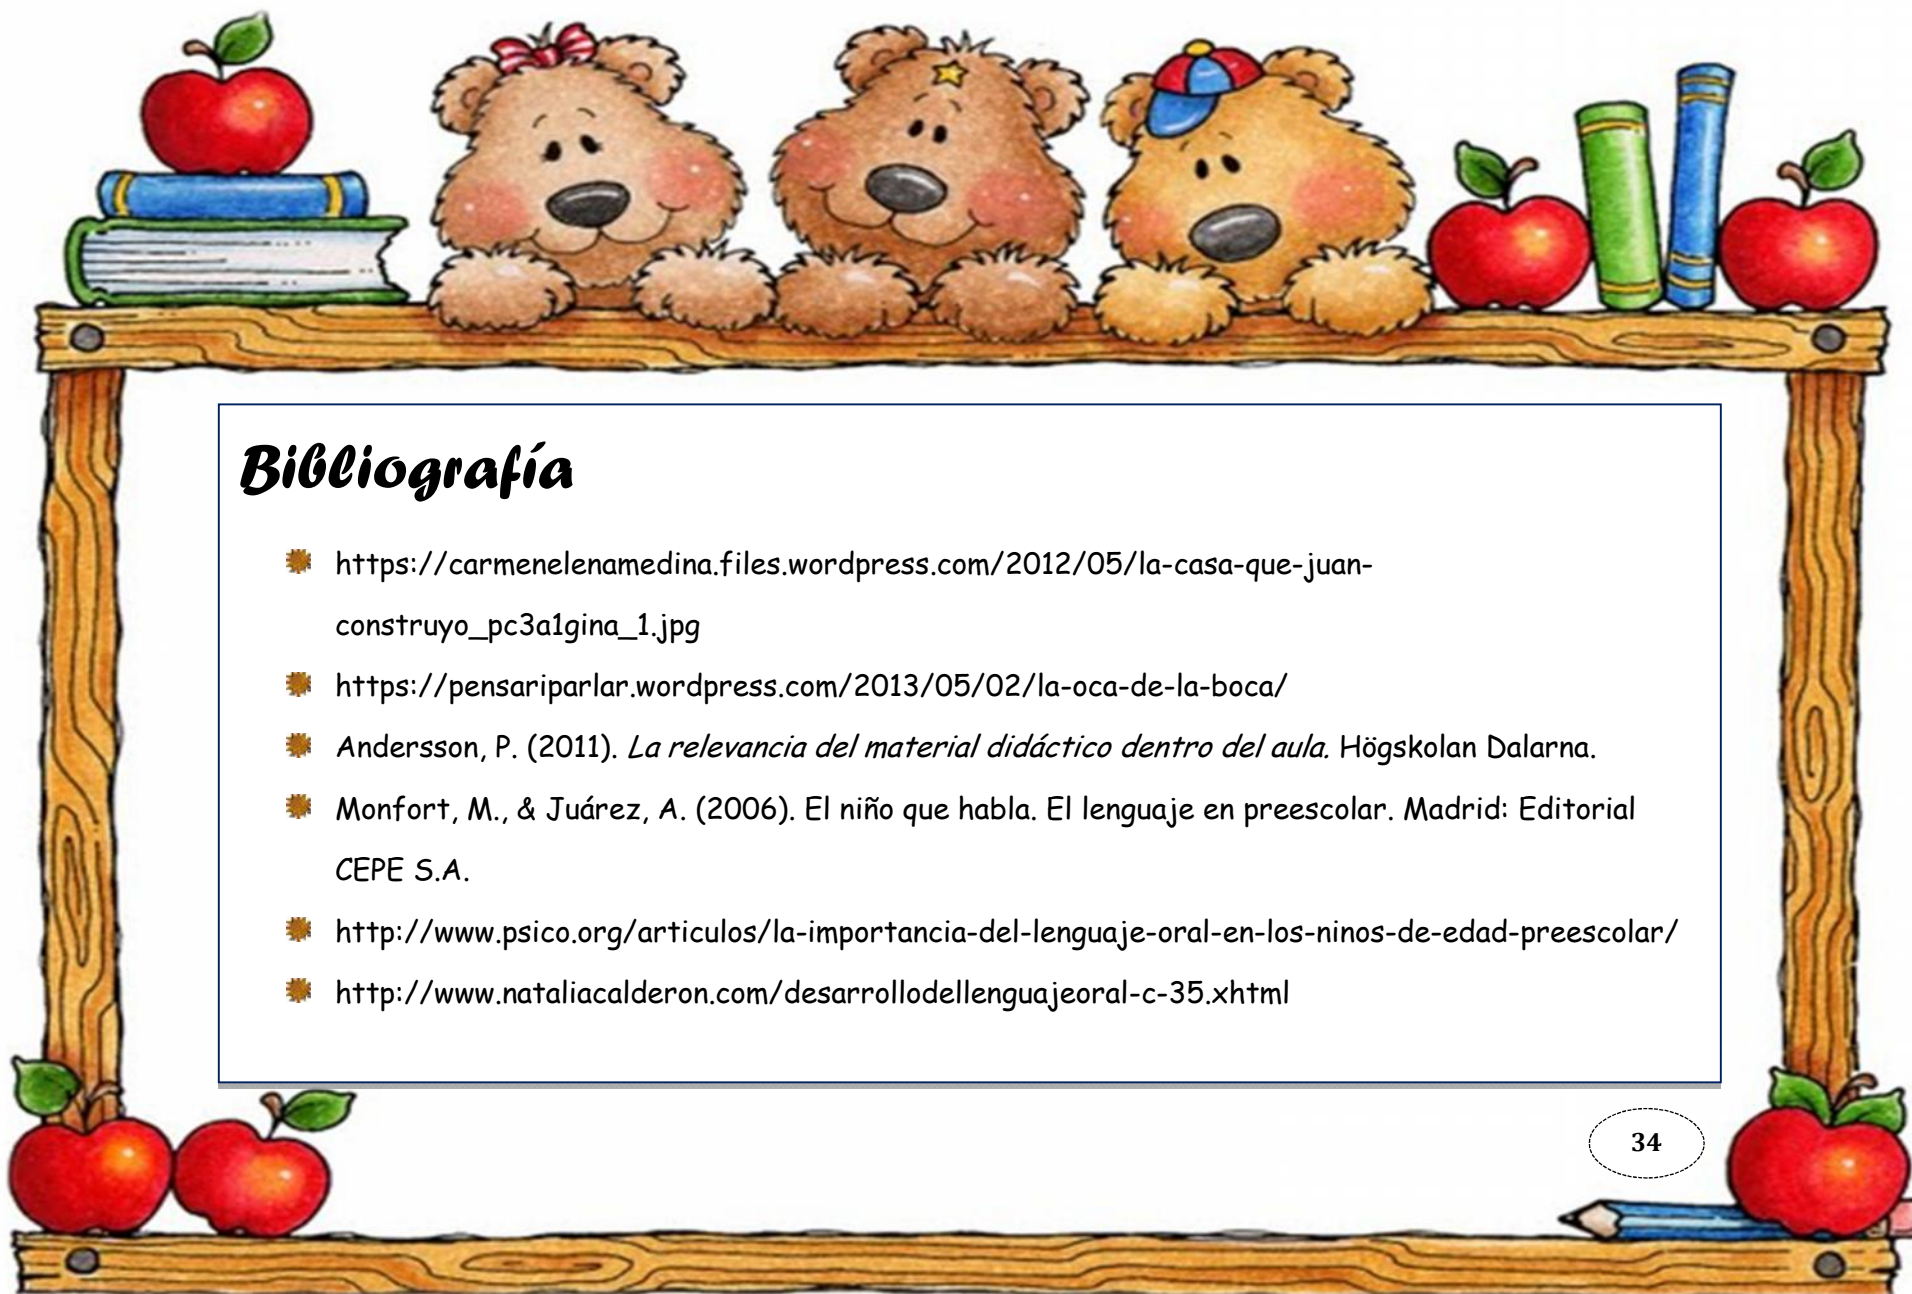 Bibliografía
https://carmenelenamedina.files.wordpress.com/2012/05/la-casa-que-juan-
construyo_pc3a1gina_1.jpg
https://pensariparlar.wordpress.com/2013/05/02/la-oca-de-la-boca/
Andersson, P. (2011). La relevancia del material didáctico dentro del aula. Högskolan Dalarna.
Monfort, M., & Juárez, A. (2006). El niño que habla. El lenguaje en preescolar. Madrid: Editorial
CEPE S.A.
http://www.psico.org/articulos/la-importancia-del-lenguaje-oral-en-los-ninos-de-edad-preescolar/
http://www.nataliacalderon.com/desarrollodellenguajeoral-c-35.xhtml
34